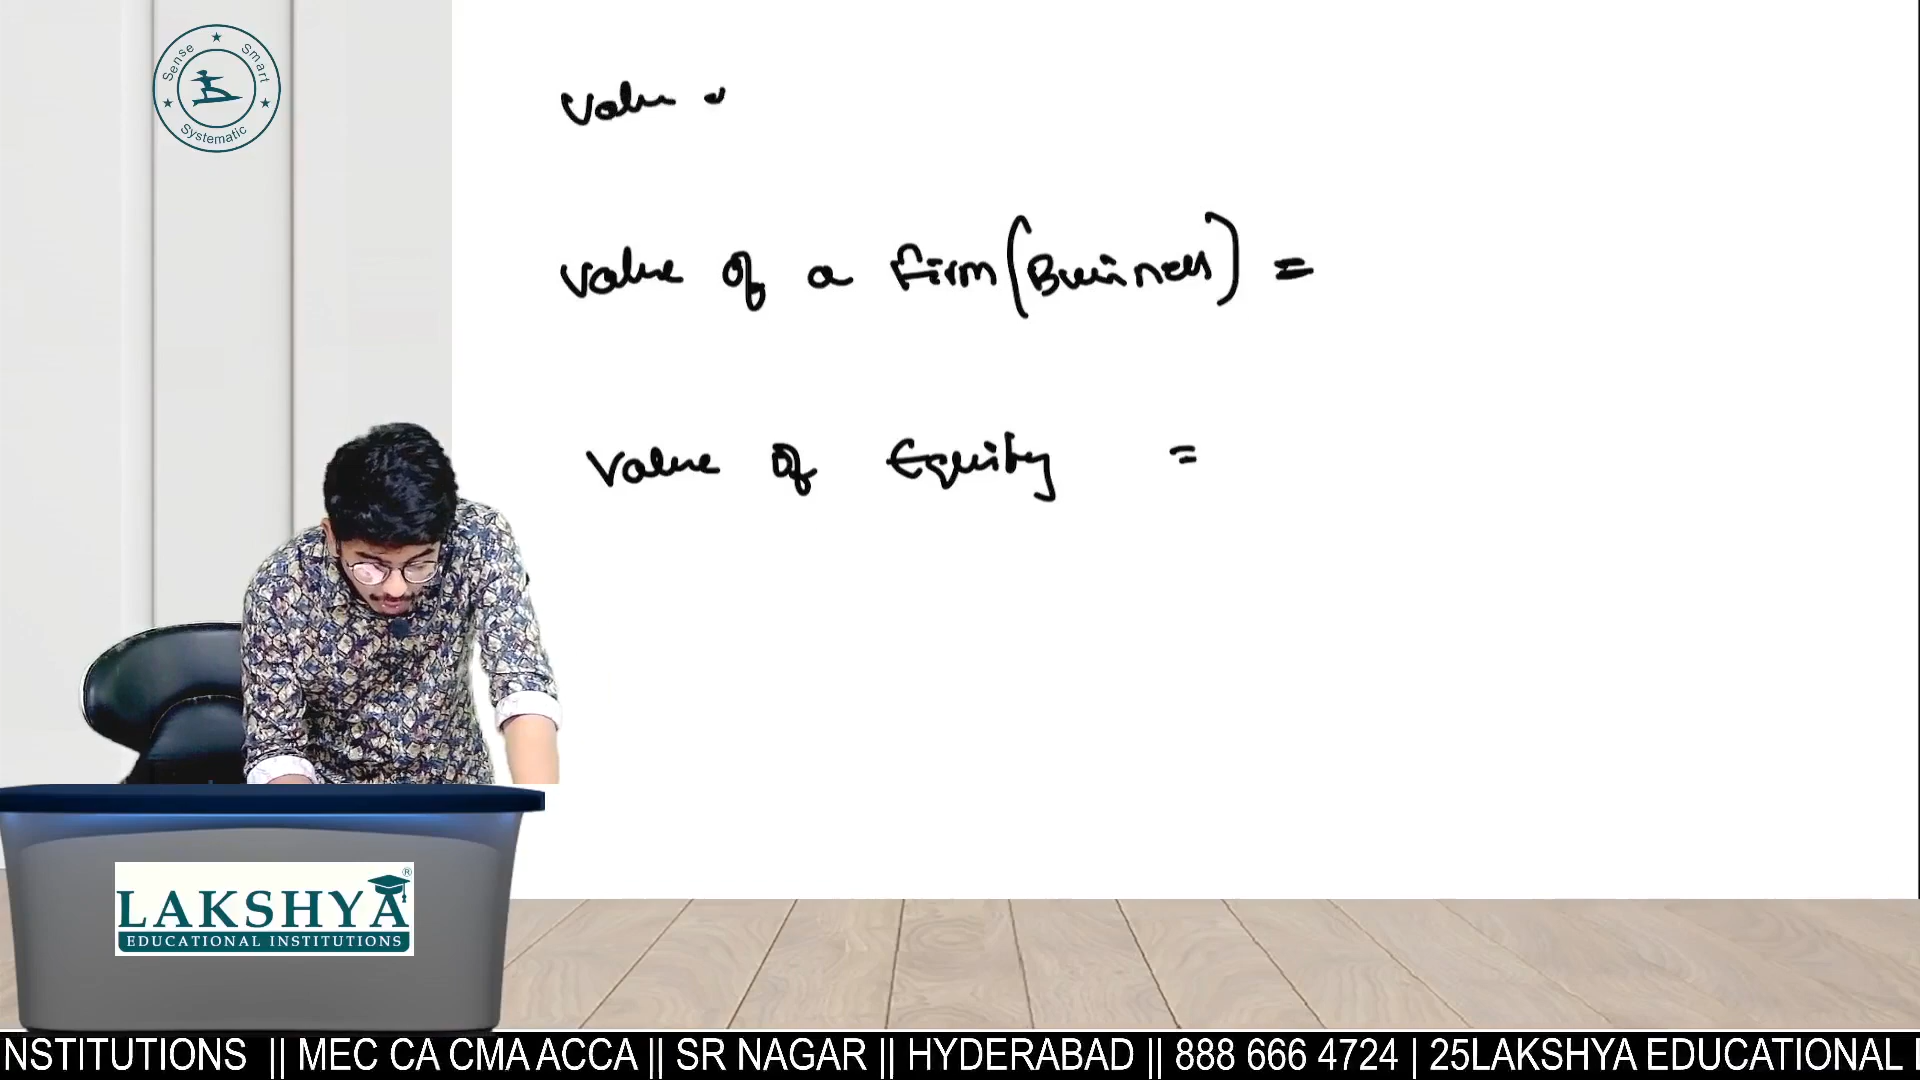 Sense Smart
Systematic
Value
Value of a firm (Business) =
Value of Equity =
LAKSHYA®
EDUCATIONAL INSTITUTIONS
NSTITUTIONS || MEC CA CMA ACCA || SR NAGAR || HYDERABAD || 888 666 4724 | 25LAKSHYA EDUCATIONAL I